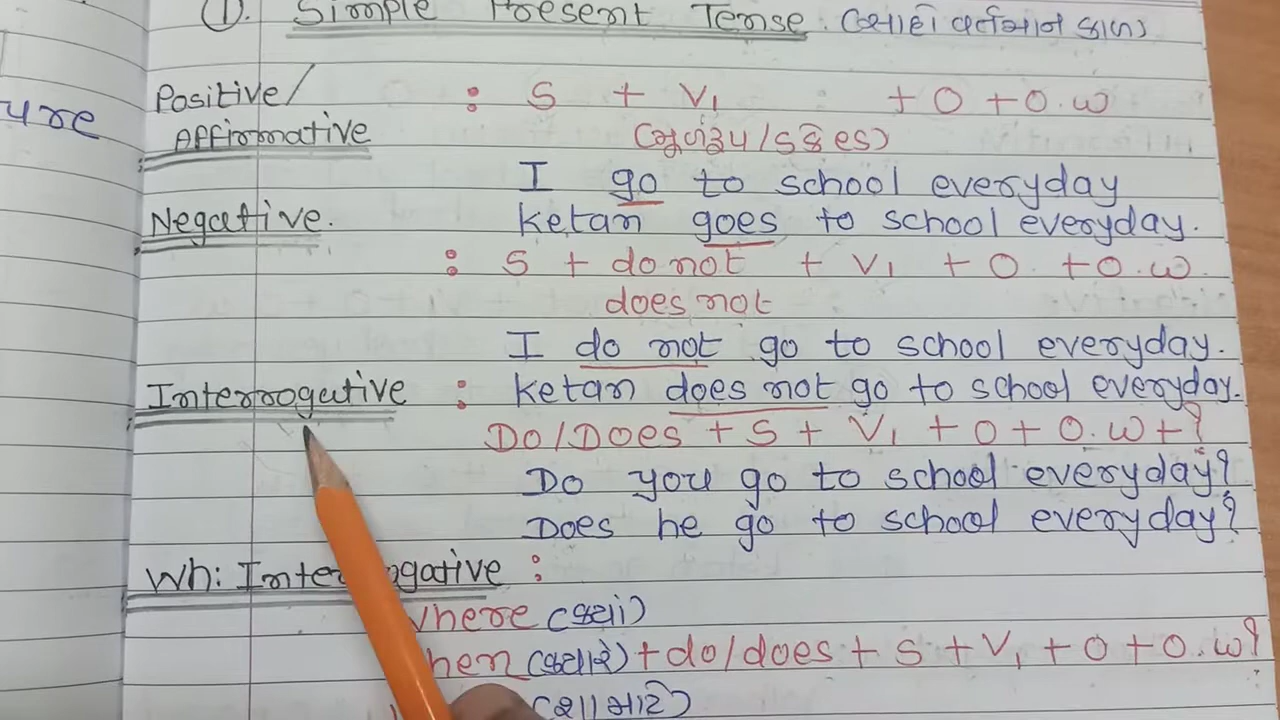 ①. Simple Present Tense. (સાદો વર્તમાન કાળ)
Positive/ : S + V₁ + O + O.W
Affirmative (મૂળરૂપ/s કે es)
I go to school everyday
Negative. Ketan goes to school everyday.
: S + do not + V₁ + O + O.W.
does not
I do not go to school everyday.
Interrogative : Ketan does not go to school everyday.
Do/Does + S + V₁ + O + O.W + ?
Do you go to school everyday?
Does he go to school everyday?
Wh: Interrogative :
(ક્યાં)
(ક્યારે) + do/does + S + V₁ + O + O.W?
(શા માટે)